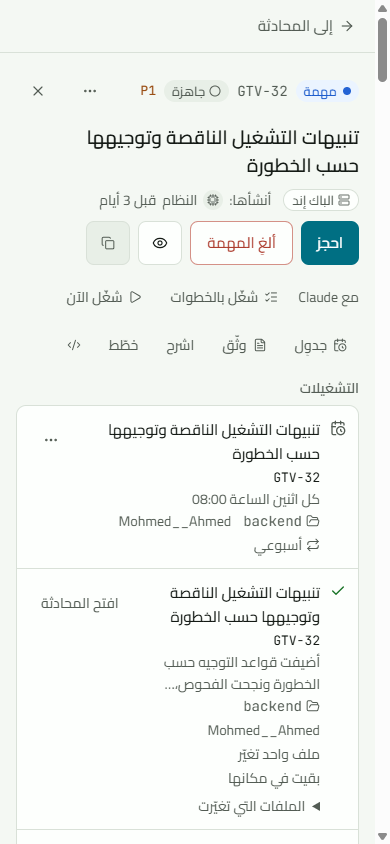 إلى المحادثة
مهمة GTV-32 جاهزة P1
تنبيهات التشغيل الناقصة وتوجيهها
حسب الخطورة
الباك إند أنشأها: النظام قبل 3 أيام
احجز ألغِ المهمة
مع Claude شغّل بالخطوات شغّل الآن
جدول وثّق اشرح خطّط
التشغيلات
تنبيهات التشغيل الناقصة وتوجيهها
حسب الخطورة
GTV-32
كل اثنين الساعة 08:00
backend Mohmed__Ahmed
أسبوعي
تنبيهات التشغيل الناقصة
وتوجيهها حسب الخطورة
افتح المحادثة
GTV-32
أضيفت قواعد التوجيه حسب
الخطورة ونجحت الفحوص،...
backend
Mohmed__Ahmed
ملف واحد تغيّر
بقيت في مكانها
الملفات التي تغيّرت